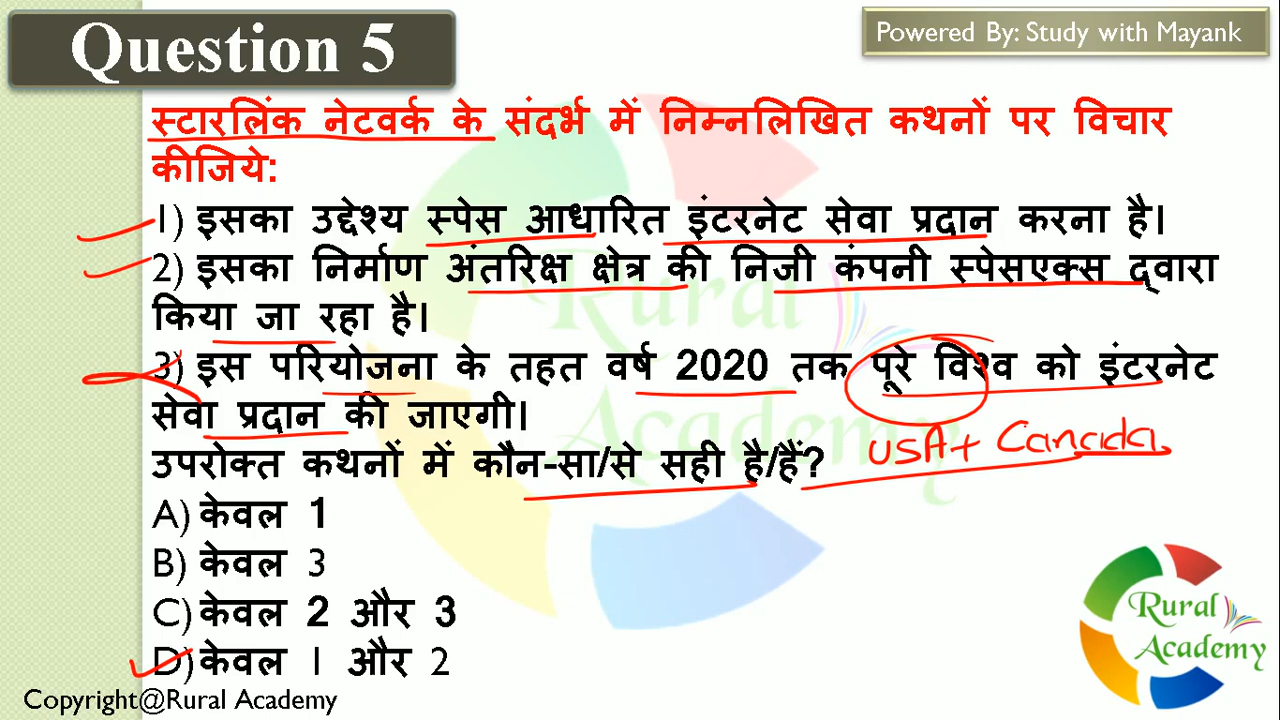 Question 5
Powered By: Study with Mayank
स्टारलिंक नेटवर्क के संदर्भ में निम्नलिखित कथनों पर विचार
कीजिये:
1) इसका उद्देश्य स्पेस आधारित इंटरनेट सेवा प्रदान करना है।
2) इसका निर्माण अंतरिक्ष क्षेत्र की निजी कंपनी स्पेसएक्स द्वारा
किया जा रहा है।
3) इस परियोजना के तहत वर्ष 2020 तक पूरे विश्व को इंटरनेट
सेवा प्रदान की जाएगी।
USA+ Canada.
उपरोक्त कथनों में कौन-सा/से सही है/हैं?
A) केवल 1
B) केवल 3
C) केवल 2 और 3
D) केवल 1 और 2
Rural
Academy
Rural
Academy
Copyright@Rural Academy